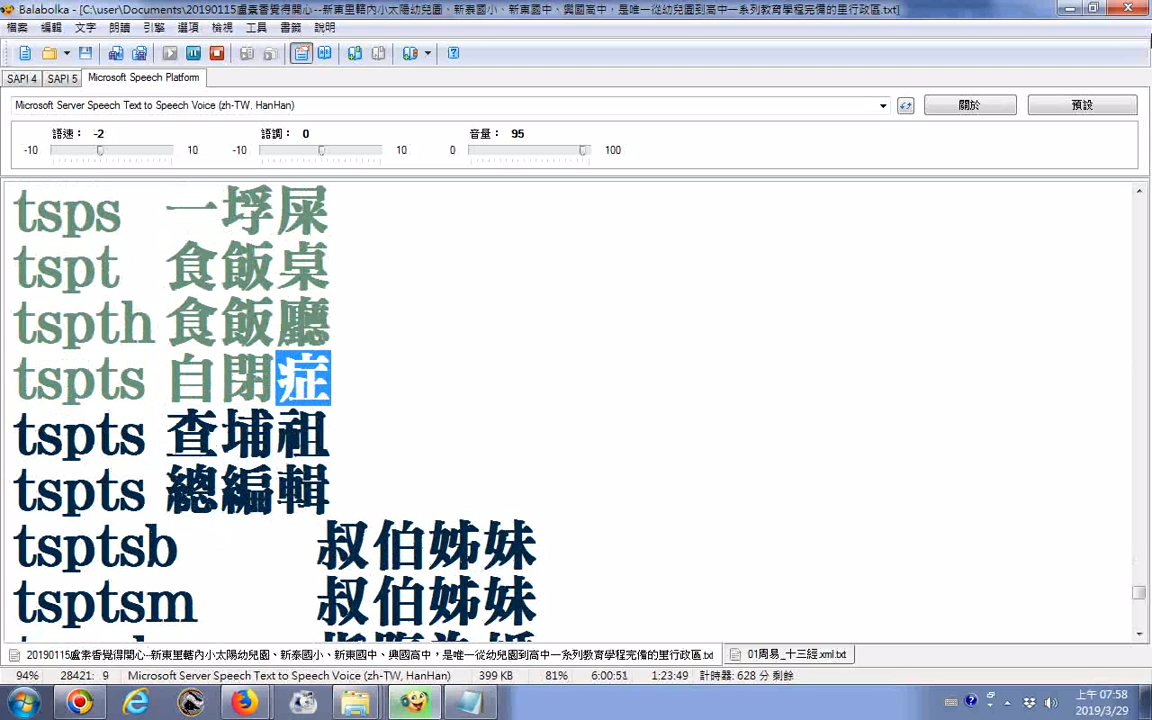 Balabolka - [C:\user\Documents\20190115盧素香覺得開心--新東里轄內小太陽幼兒園、新泰國小、新東國中、興國高中，是唯一從幼兒園到高中一系列教育學程完備的里行政區.txt]
檔案 編輯 文字 朗讀 引擎 選項 檢視 工具 書籤 說明
SAPI 4 SAPI 5 Microsoft Speech Platform
Microsoft Server Speech Text to Speech Voice (zh-TW, HanHan) 關於 預設
語速： -2 語調： 0 音量： 95
-10 10 -10 10 0 100
tsps 一垺屎
tspt 食飯桌
tspth 食飯廳
tspts 自閉症
tspts 查埔祖
tspts 總編輯
tsptsb 叔伯姊妹
tsptsm 叔伯姊妹
20190115盧素香覺得開心--新東里轄內小太陽幼兒園、新泰國小、新東國中、興國高中，是唯一從幼兒園到高中一系列教育學程完備的里行政區.txt 01周易_十三經.xml.txt
94% 28421: 9 Microsoft Server Speech Text to Speech Voice (zh-TW, HanHan) 399 KB 81% 6:00:51 1:23:49 計時器: 628 分 剩餘
上午 07:58
2019/3/29